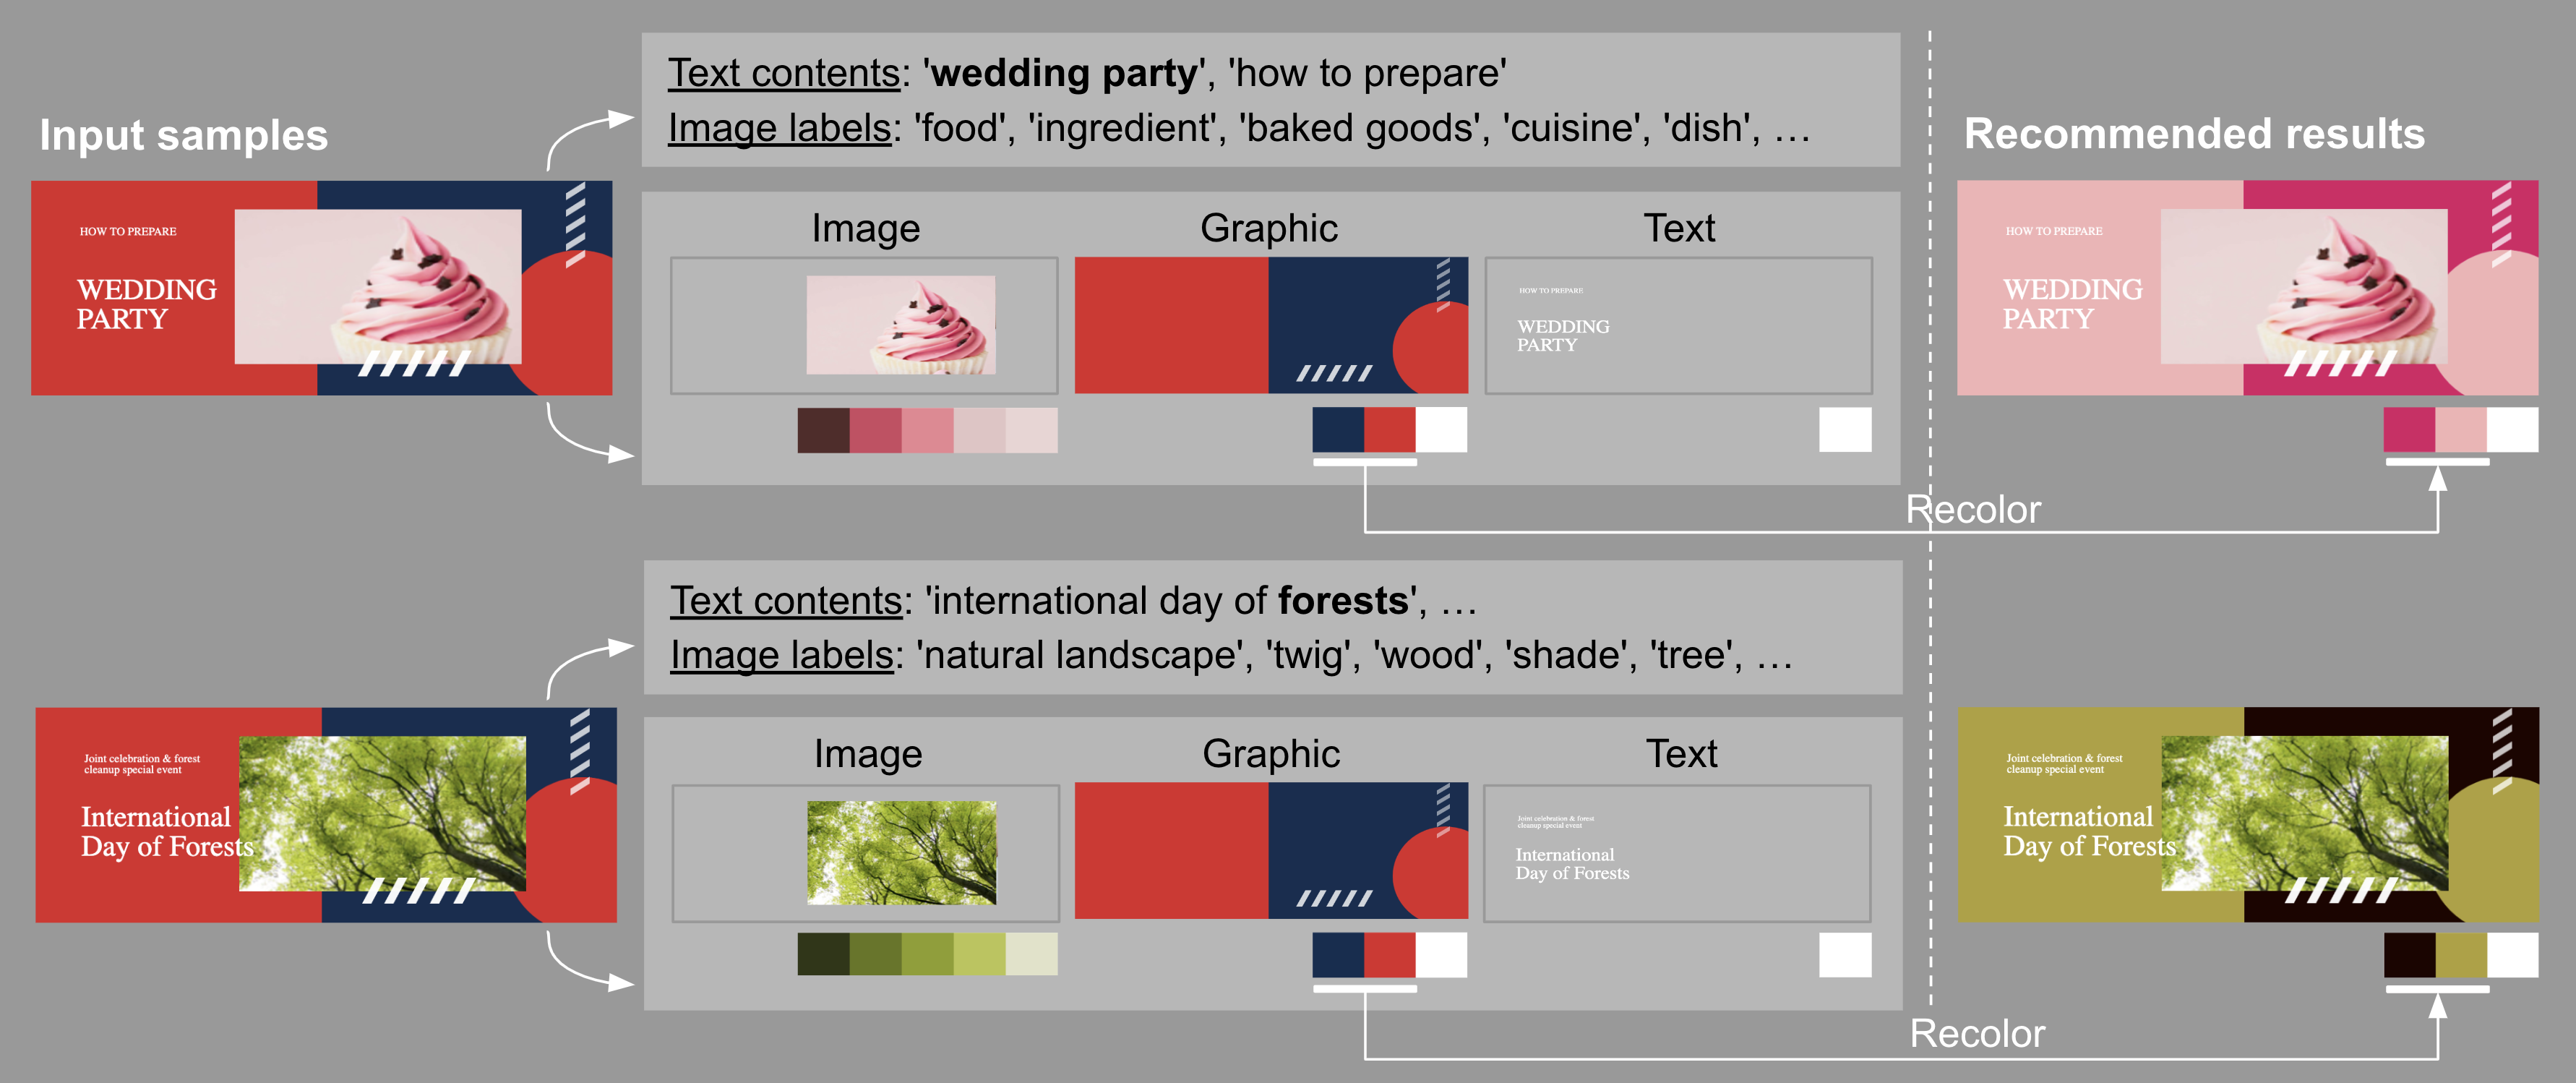 Input samples
HOW TO PREPARE
WEDDING
PARTY
Text contents: 'wedding party', 'how to prepare'
Image labels: 'food', 'ingredient', 'baked goods', 'cuisine', 'dish', …
Image
Graphic
Text
HOW TO PREPARE
WEDDING
PARTY
Recommended results
HOW TO PREPARE
WEDDING
PARTY
Recolor
Joint celebration & forest
cleanup special event
International
Day of Forests
Text contents: 'international day of forests', …
Image labels: 'natural landscape', 'twig', 'wood', 'shade', 'tree', …
Image
Graphic
Text
Joint celebration & forest
cleanup special event
International
Day of Forests
Joint celebration & forest
cleanup special event
International
Day of Forests
Recolor